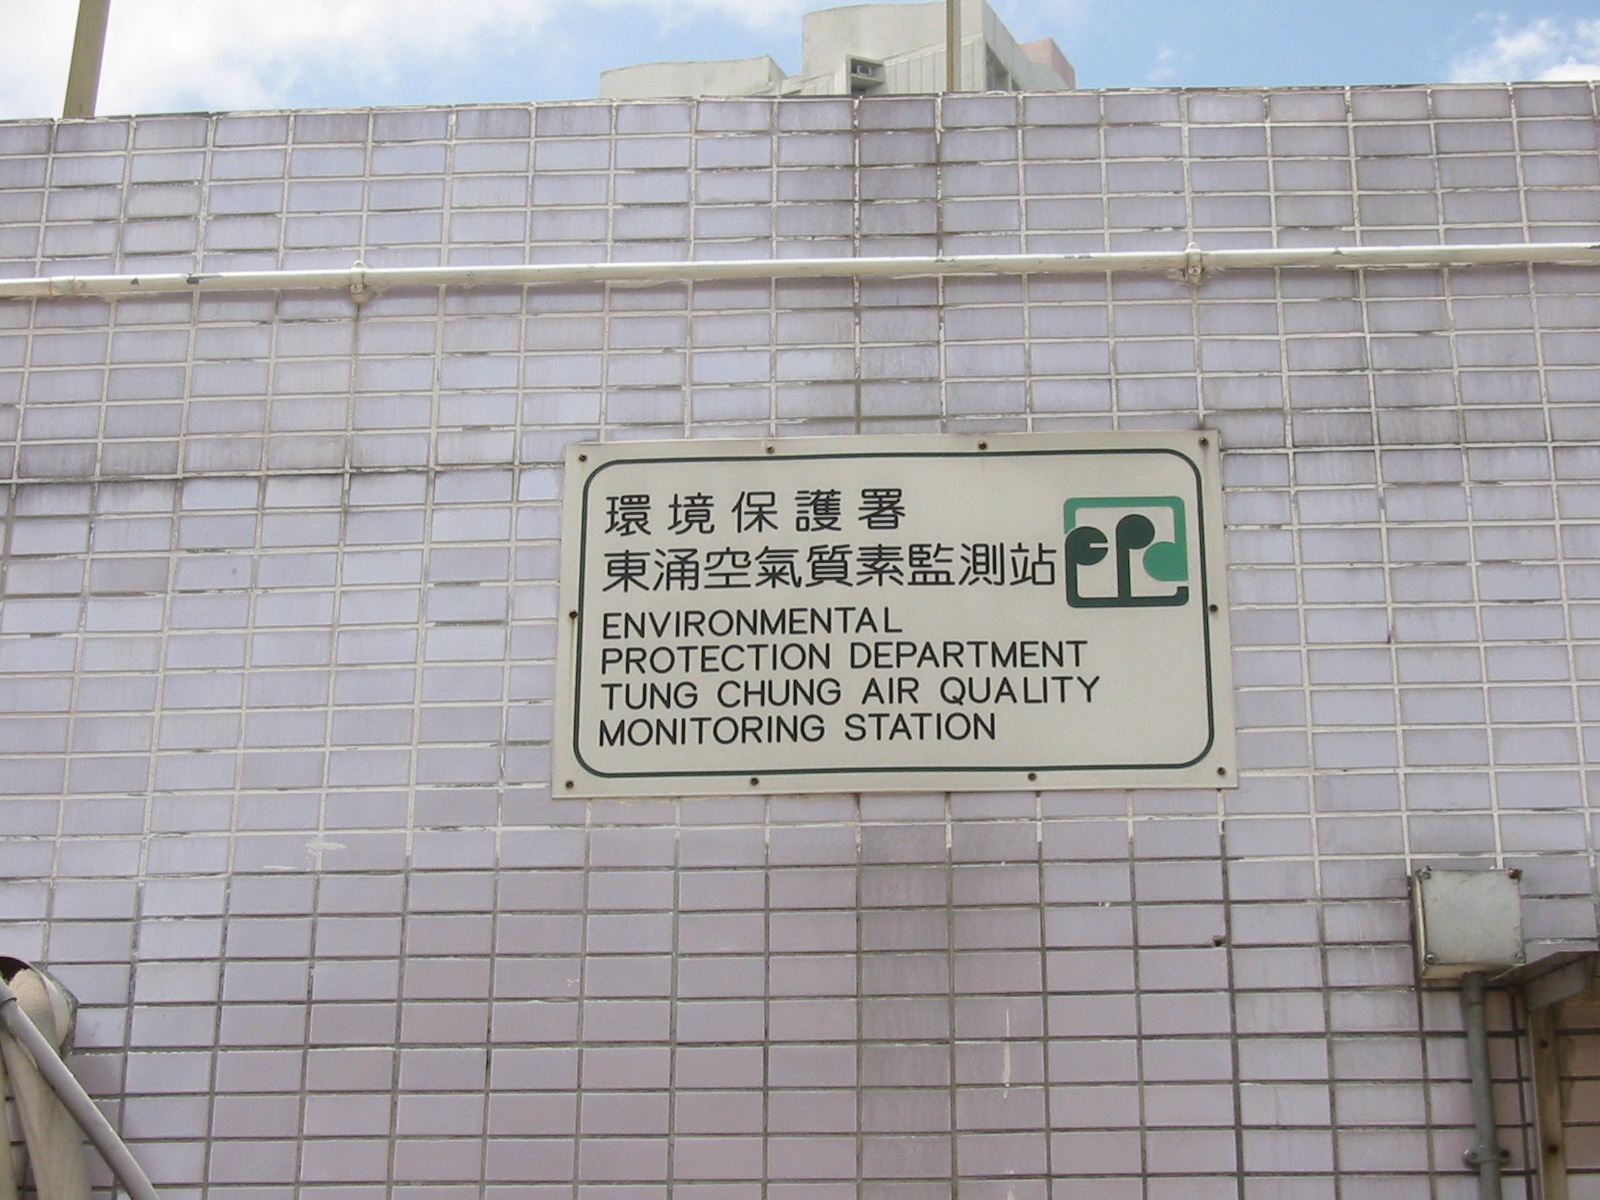 環境保護署
東涌空氣質素監測站
ENVIRONMENTAL
PROTECTION DEPARTMENT
TUNG CHUNG AIR QUALITY
MONITORING STATION
epd